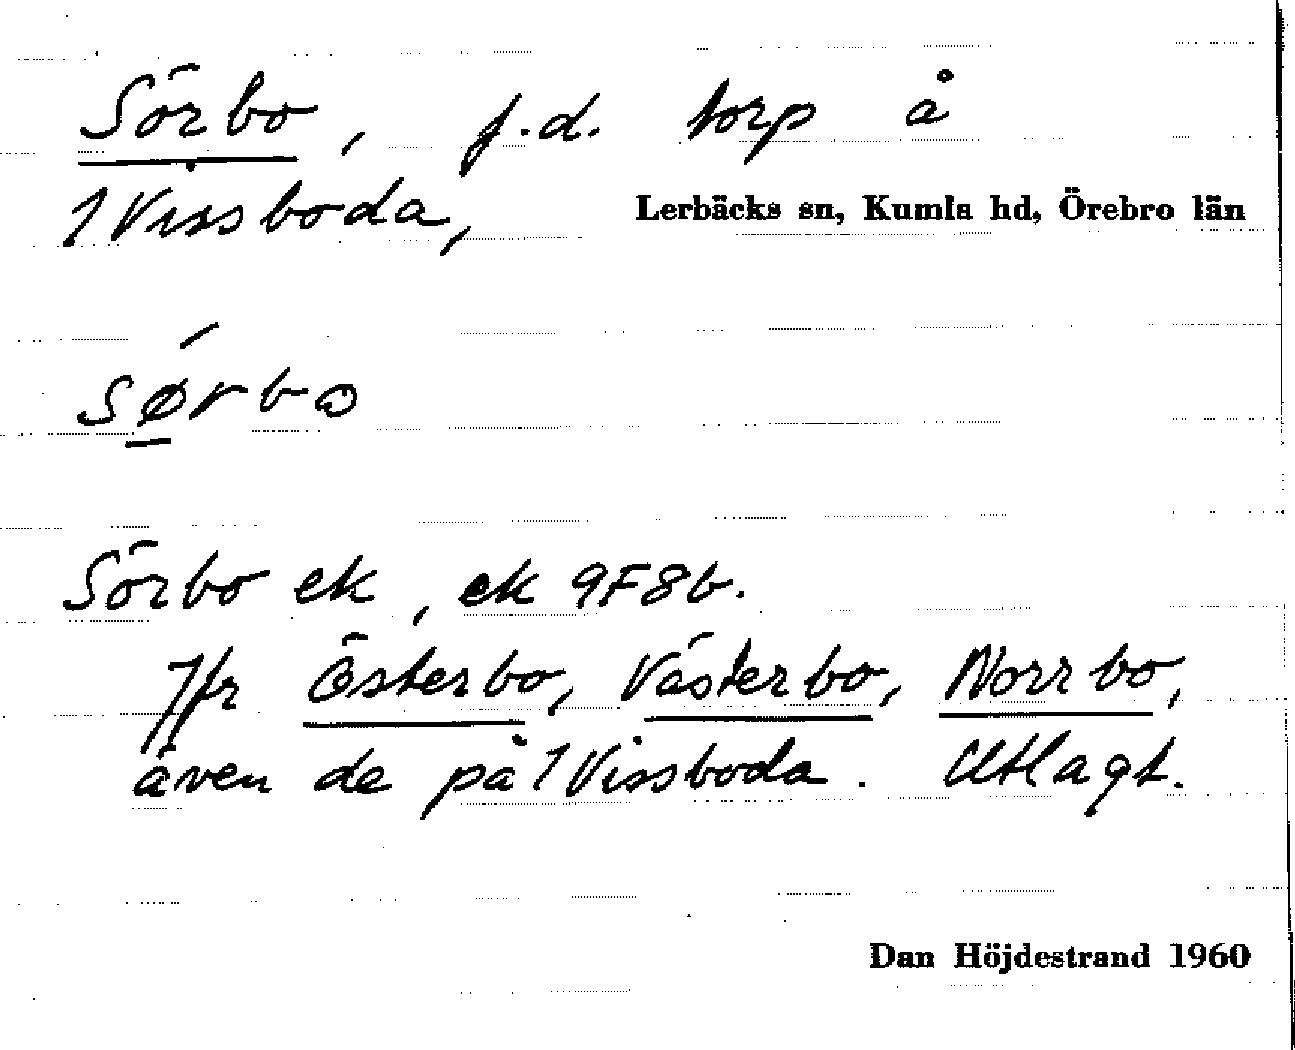 Sörbo, f.d. torp å
1 Vissboda, Lerbäcks sn, Kumla hd, Örebro län
sørbo
Sörbo ek, ek 9F8b.
Jfr Österbo, Västerbo, Norrbo,
även de på 1 Vissboda. Utlagt.
Dan Höjdestrand 1960